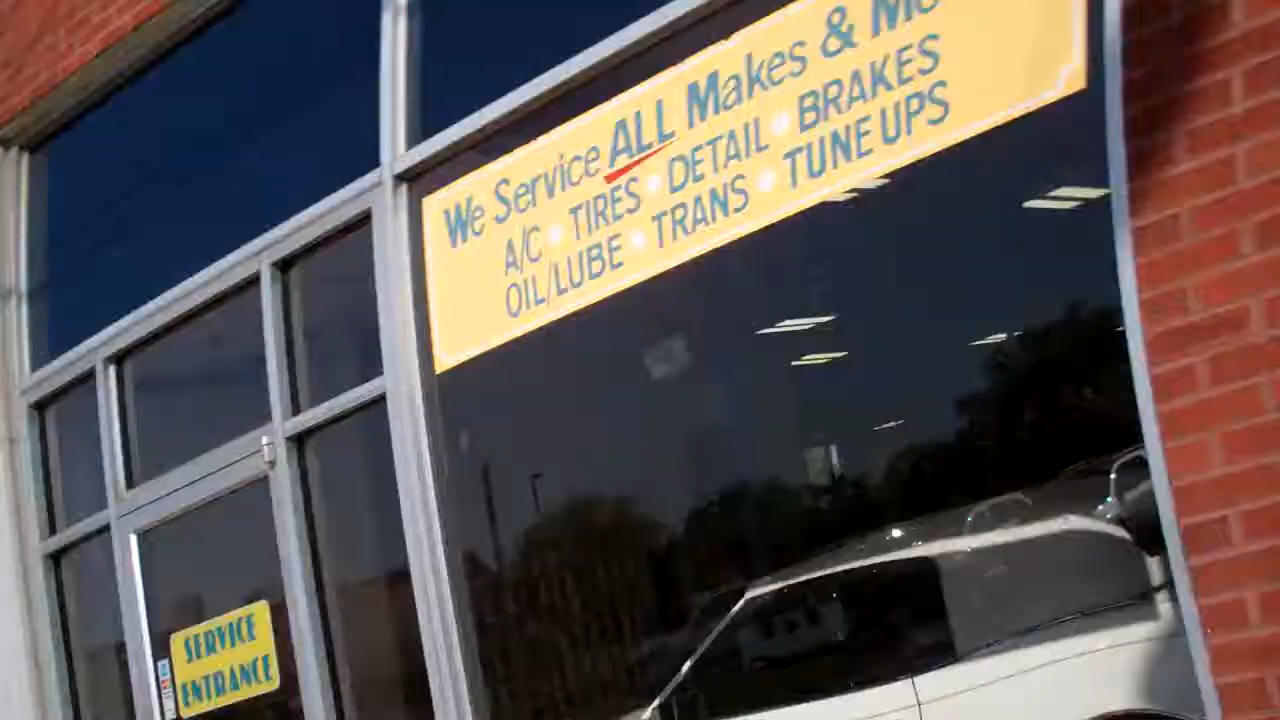 We Service ALL Makes &
A/C • TIRES • DETAIL • BRAKES
OIL/LUBE • TRANS • TUNE UPS
SERVICE
ENTRANCE